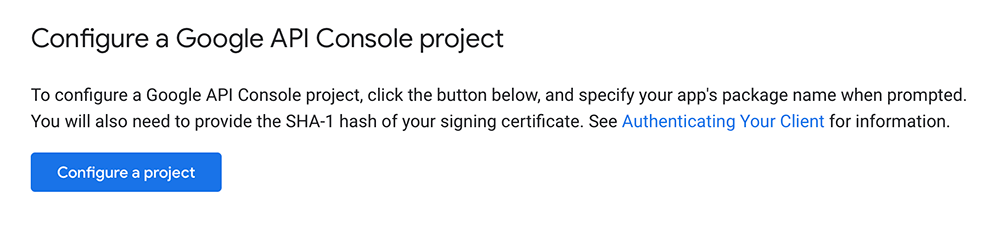 Configure a Google API Console project
To configure a Google API Console project, click the button below, and specify your app's package name when prompted.
You will also need to provide the SHA-1 hash of your signing certificate. See Authenticating Your Client for information.
Configure a project